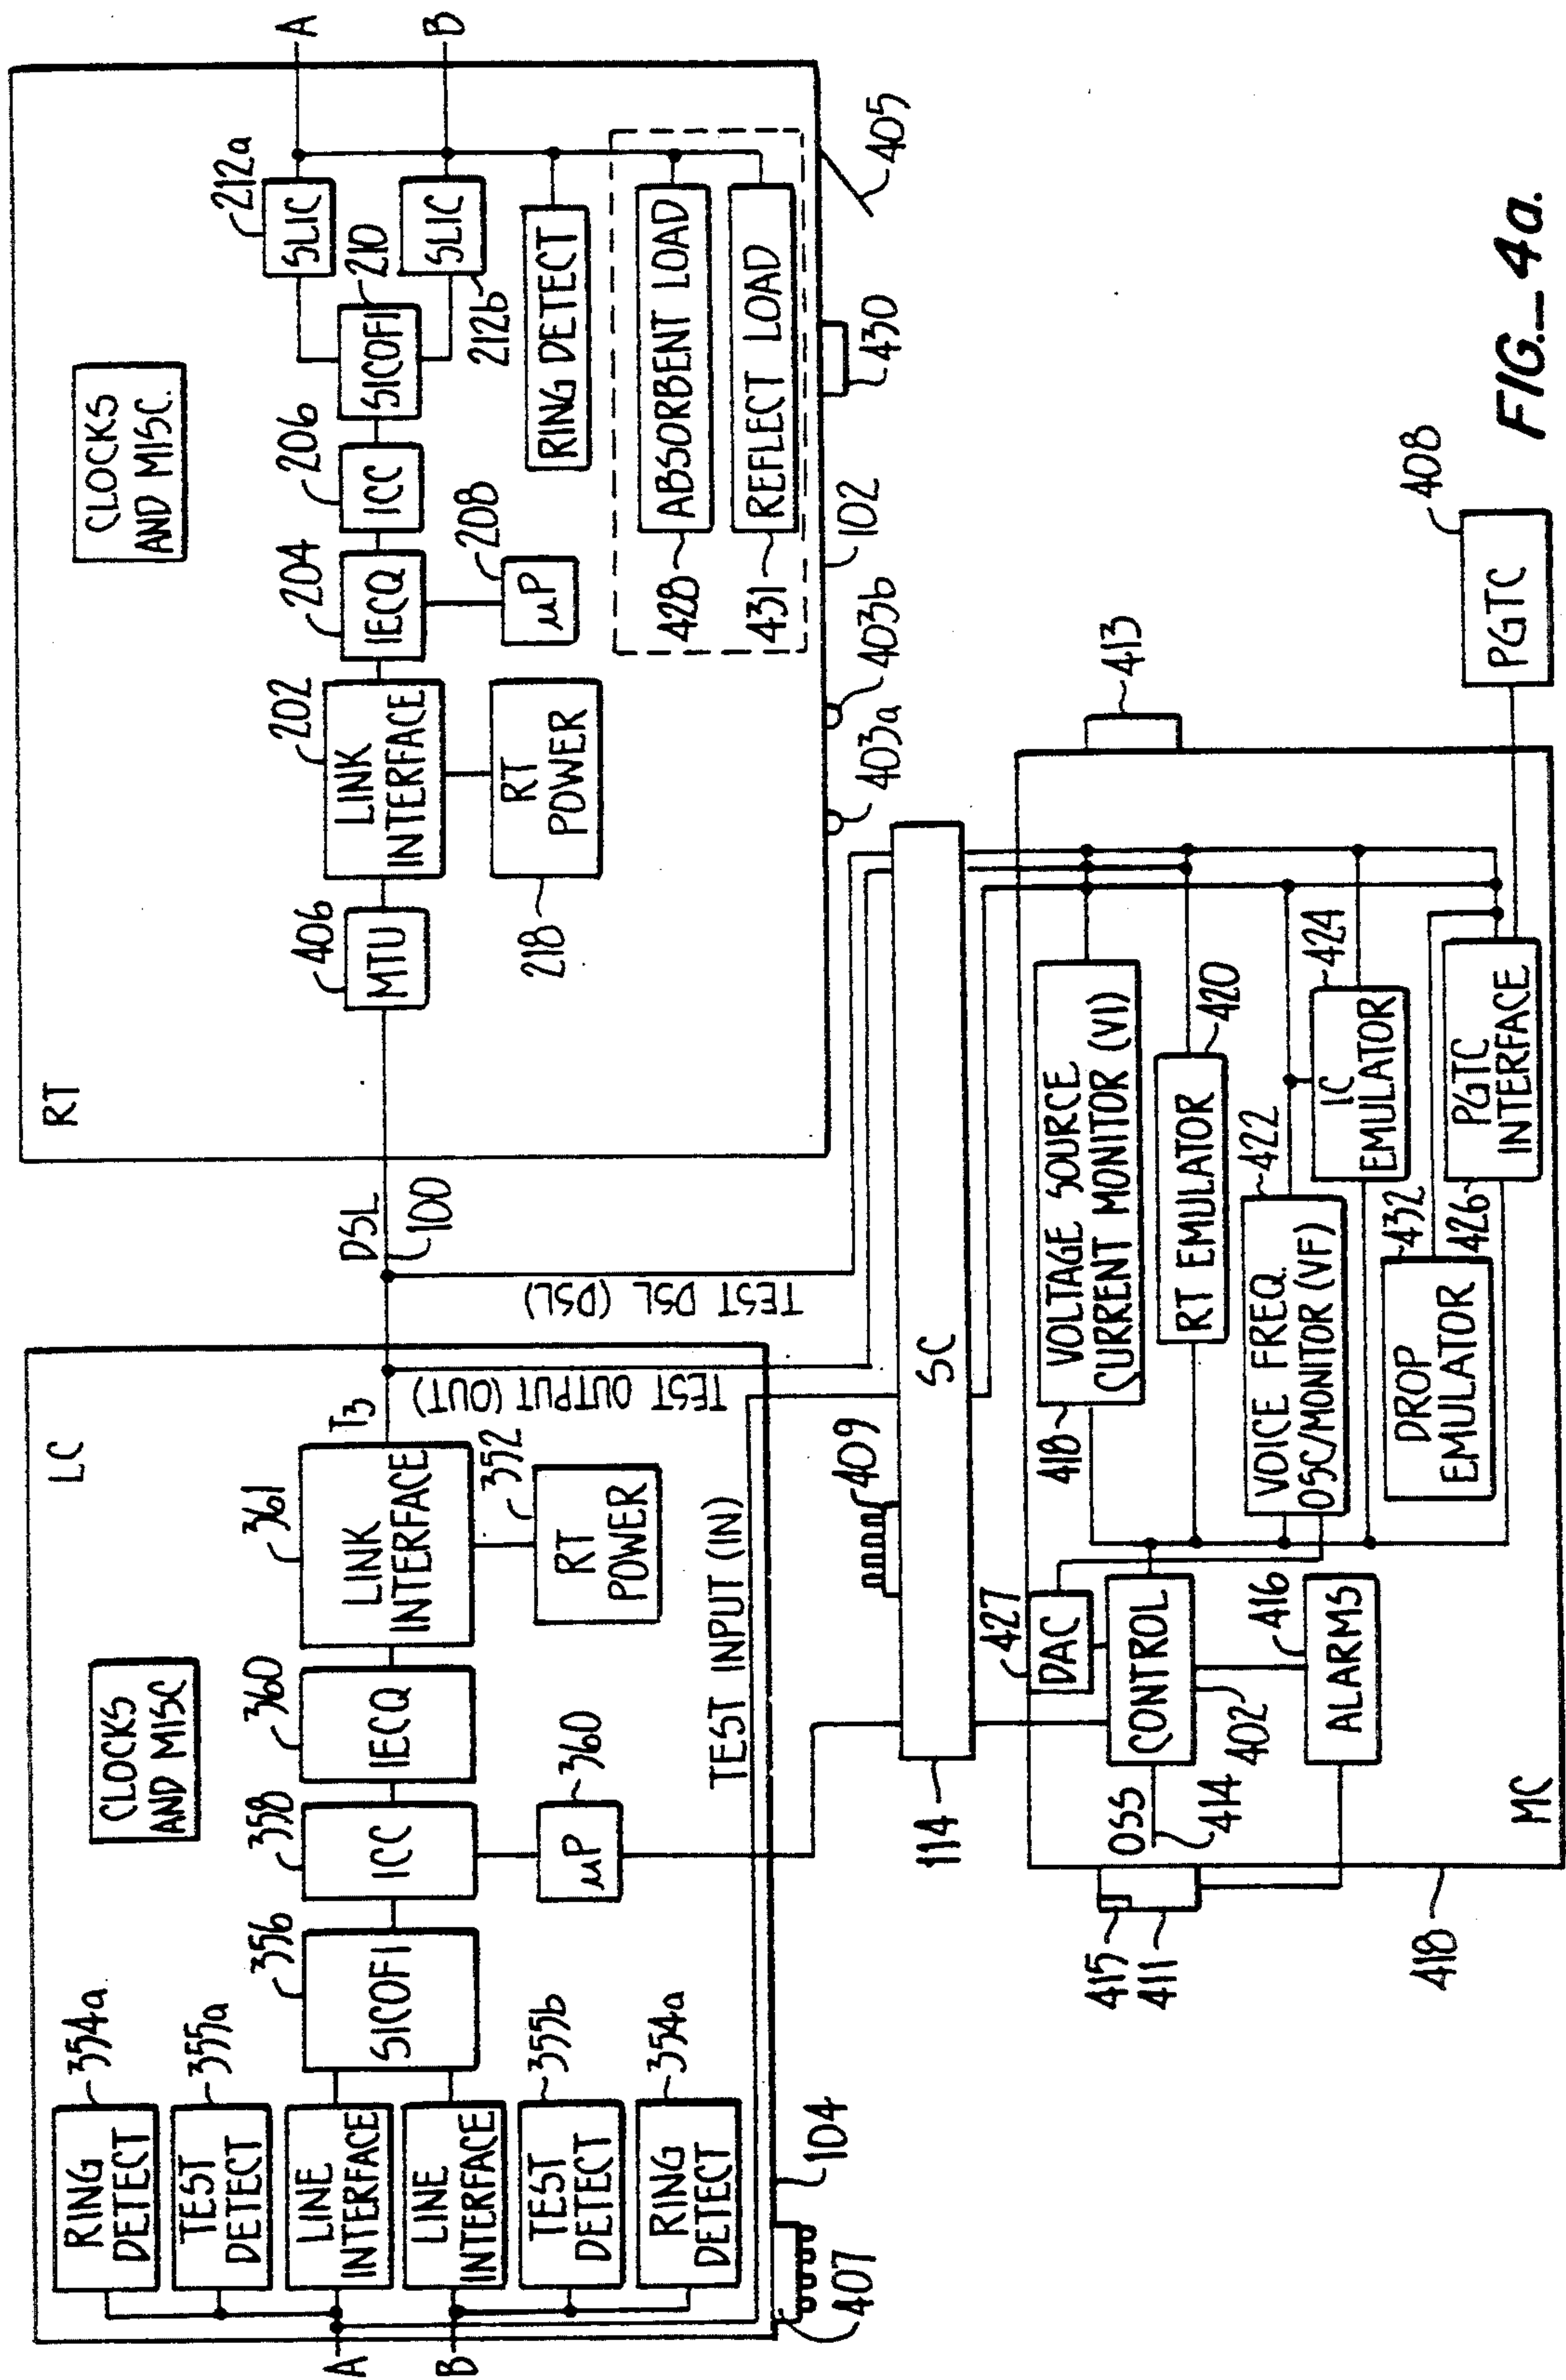 LC
CLOCKS
AND MISC
RING
DETECT
354a
TEST
DETECT
355a
LINE
INTERFACE
LINE
INTERFACE
TEST
DETECT
355b
RING
DETECT
354a
A
B
SICOFI
356
ICC
358
IECQ
360
LINK
INTERFACE
361
T3
µP
360
RT
POWER
352
TEST INPUT (IN)
TEST OUTPUT (OUT)
TEST DSL (DSL)
DSL
100
104
407
RT
CLOCKS
AND MISC.
MTU
406
LINK
INTERFACE
202
RT
POWER
218
IECQ
204
µP
208
ICC
206
SICOFI
210
SLIC
212a
SLIC
212b
RING DETECT
ABSORBENT LOAD
428
REFLECT LOAD
431
A
B
403a
403b
102
430
405
SC
114
409
MC
418
415
411
OSS
414
CONTROL
402
DAC
427
ALARMS
416
VOLTAGE SOURCE
CURRENT MONITOR (VI)
418
RT EMULATOR
420
VOICE FREQ.
OSC/MONITOR (VF)
422
IC
EMULATOR
424
DROP
EMULATOR
432
PGTC
INTERFACE
426
413
PGTC
408
FIG._4a.